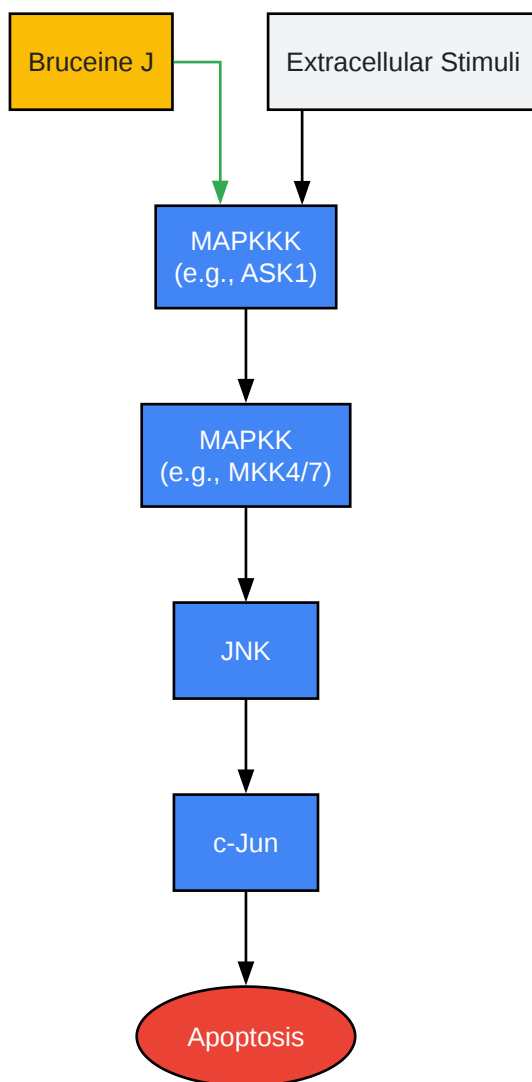 Bruceine J
Extracellular Stimuli
MAPKKK
(e.g., ASK1)
MAPKK
(e.g., MKK4/7)
JNK
c-Jun
Apoptosis